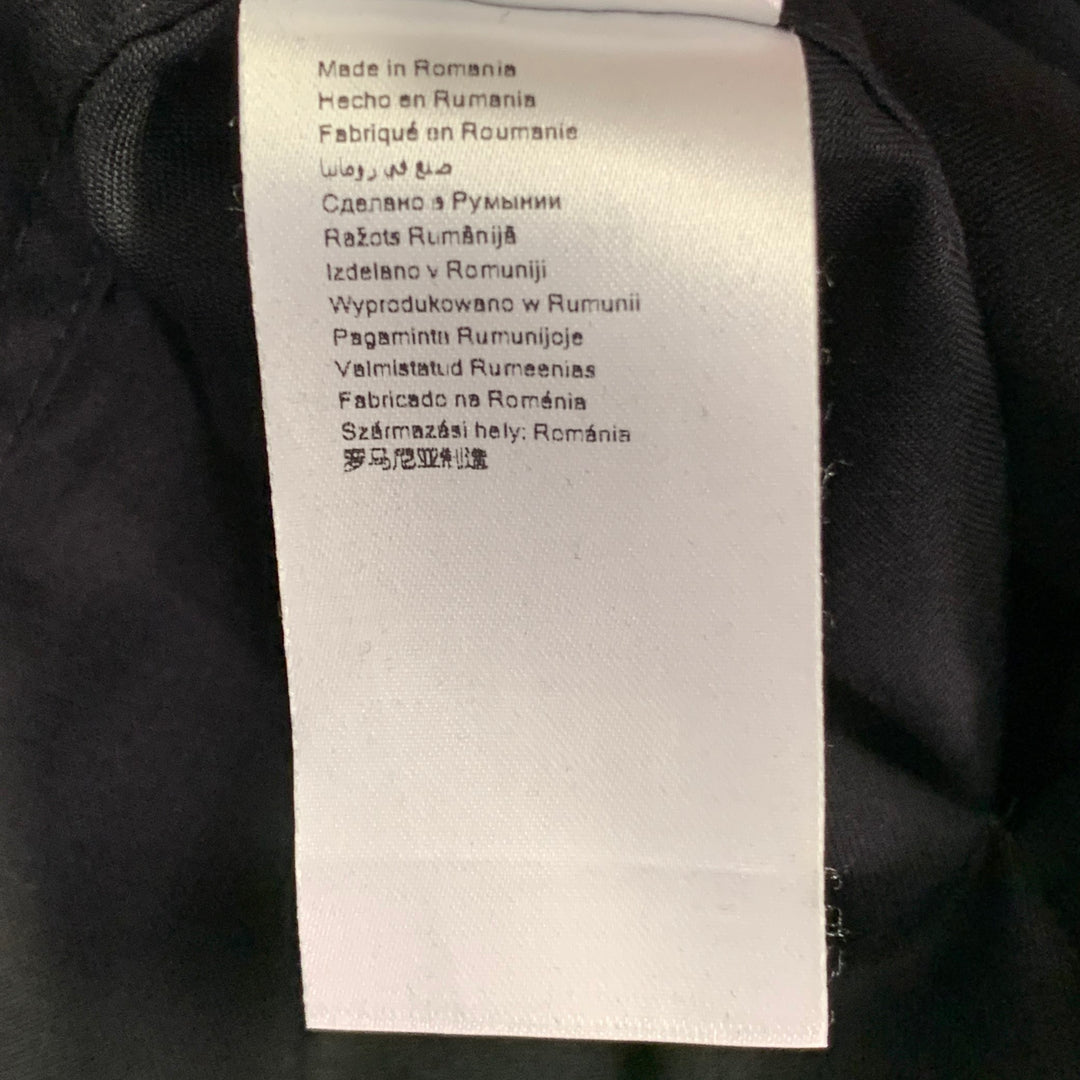 Made in Romania
Hecho en Rumania
Fabriqué en Roumanie
صنع في رومانيا
Сделано в Румынии
Ražots Rumānijā
Izdelano v Romuniji
Wyprodukowano w Rumunii
Pagaminta Rumunijoje
Valmistatud Rumeenias
Fabricado na Roménia
Származási hely: Románia
罗马尼亚制造